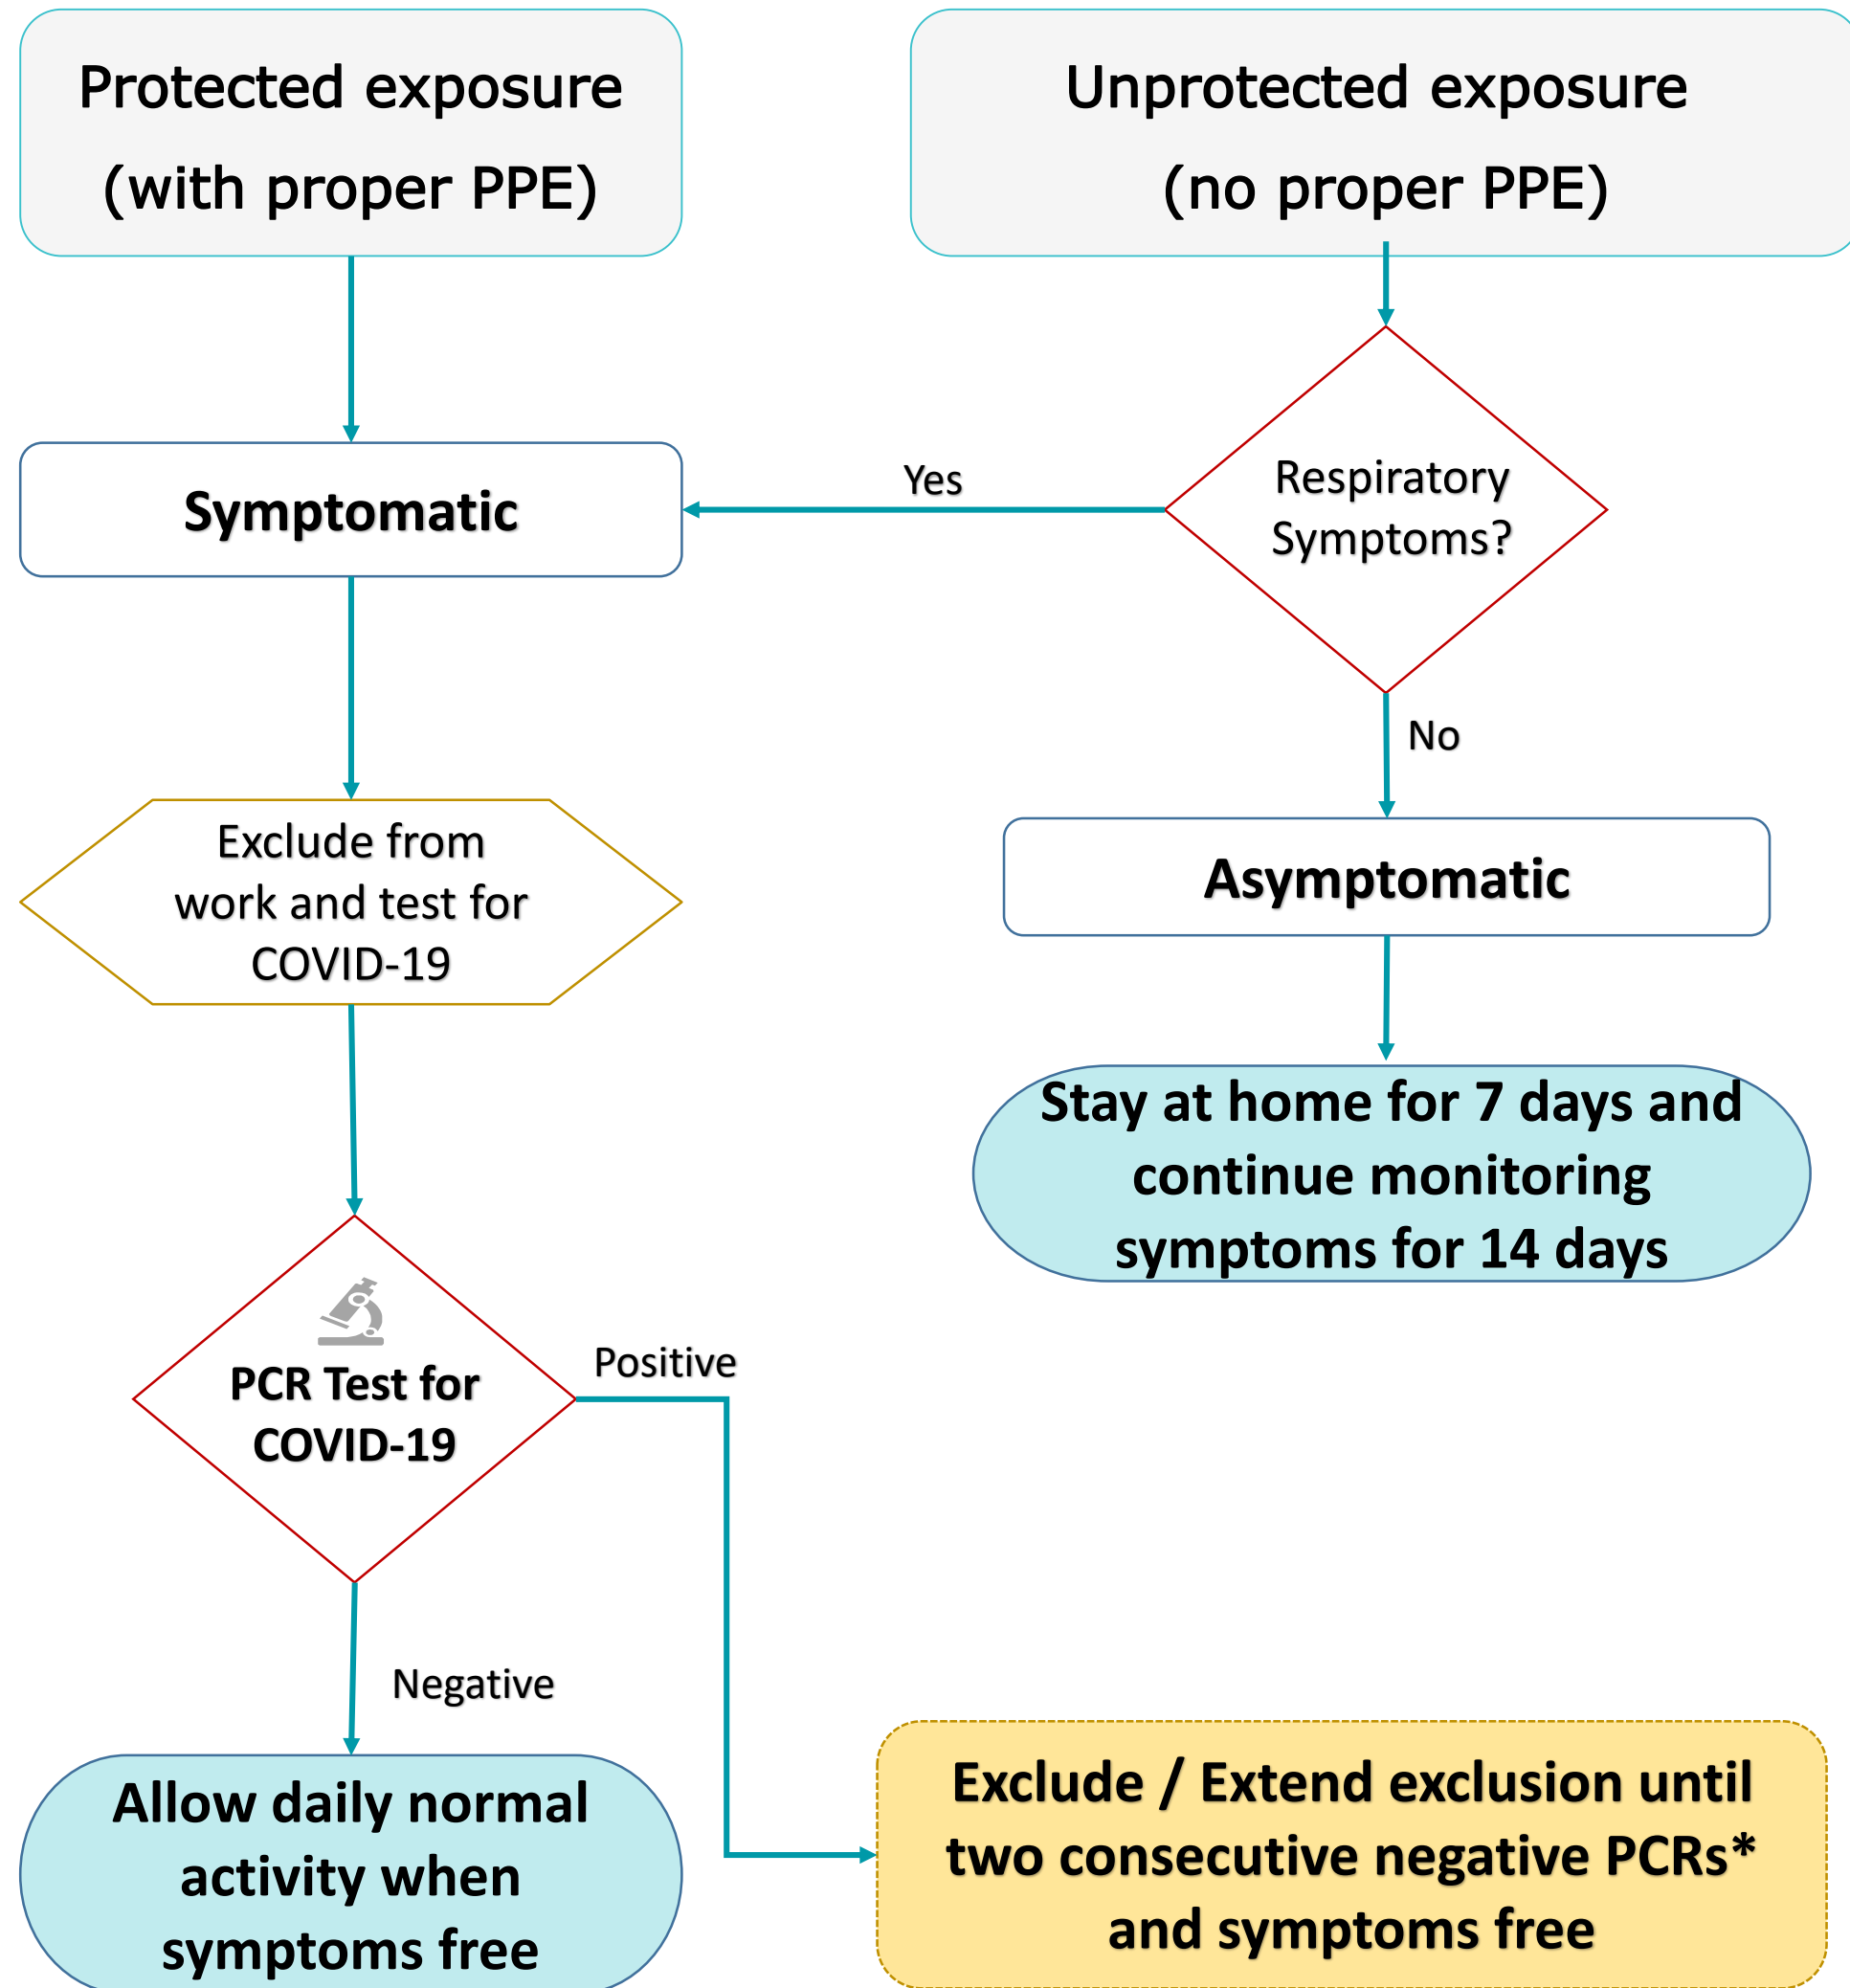 Protected exposure
(with proper PPE)
Unprotected exposure
(no proper PPE)
Symptomatic
Yes
Respiratory
Symptoms?
No
Exclude from
work and test for
COVID-19
Asymptomatic
Stay at home for 7 days and
continue monitoring
symptoms for 14 days
PCR Test for
COVID-19
Positive
Negative
Allow daily normal
activity when
symptoms free
Exclude / Extend exclusion until
two consecutive negative PCRs*
and symptoms free